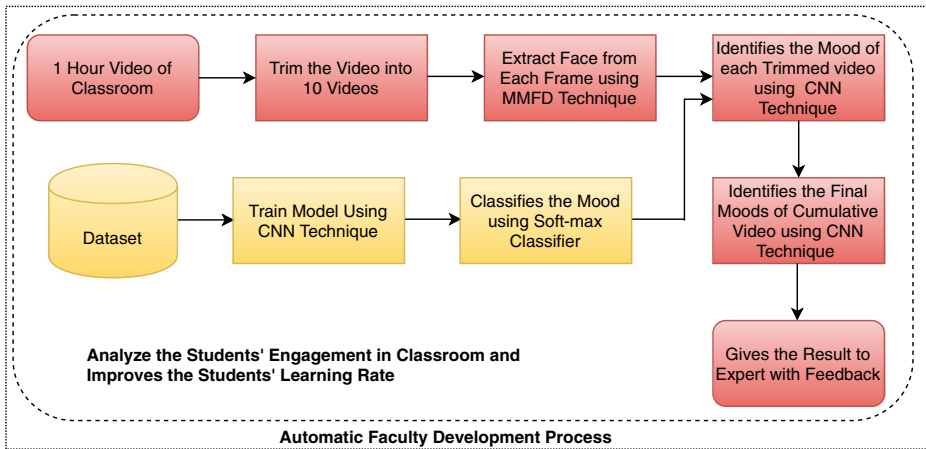 1 Hour Video of
Classroom
Trim the Video into
10 Videos
Extract Face from
Each Frame using
MMFD Technique
Identifies the Mood of
each Trimmed video
using CNN
Technique
Dataset
Train Model Using
CNN Technique
Classifies the Mood
using Soft-max
Classifier
Identifies the Final
Moods of Cumulative
Video using CNN
Technique
Gives the Result to
Expert with Feedback
Analyze the Students' Engagement in Classroom and
Improves the Students' Learning Rate
Automatic Faculty Development Process